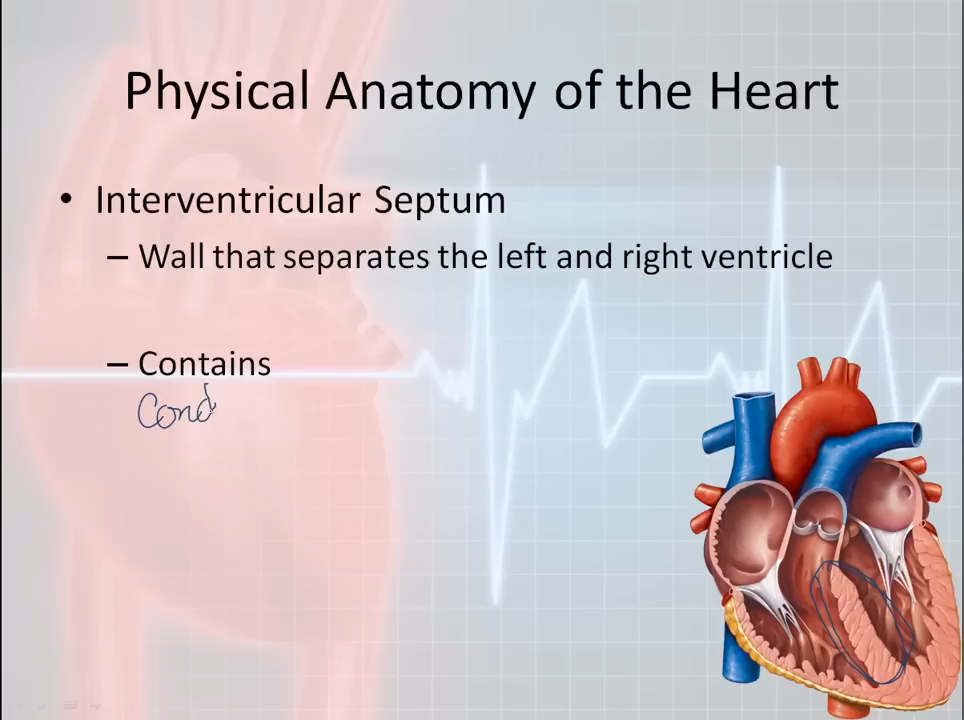 Physical Anatomy of the Heart
• Interventricular Septum
– Wall that separates the left and right ventricle
– Contains
Cond